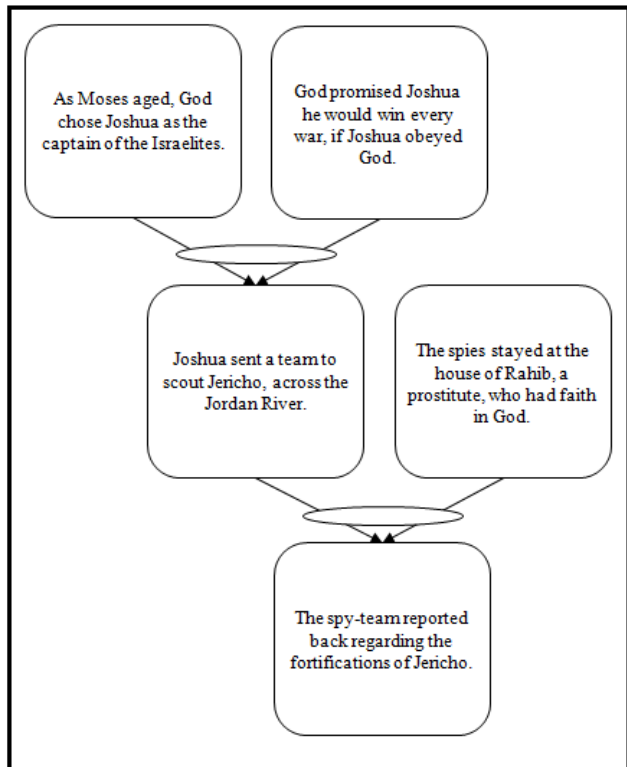 As Moses aged, God
chose Joshua as the
captain of the Israelites.
God promised Joshua
he would win every
war, if Joshua obeyed
God.
Joshua sent a team to
scout Jericho, across the
Jordan River.
The spies stayed at the
house of Rahib, a
prostitute, who had faith
in God.
The spy-team reported
back regarding the
fortifications of Jericho.